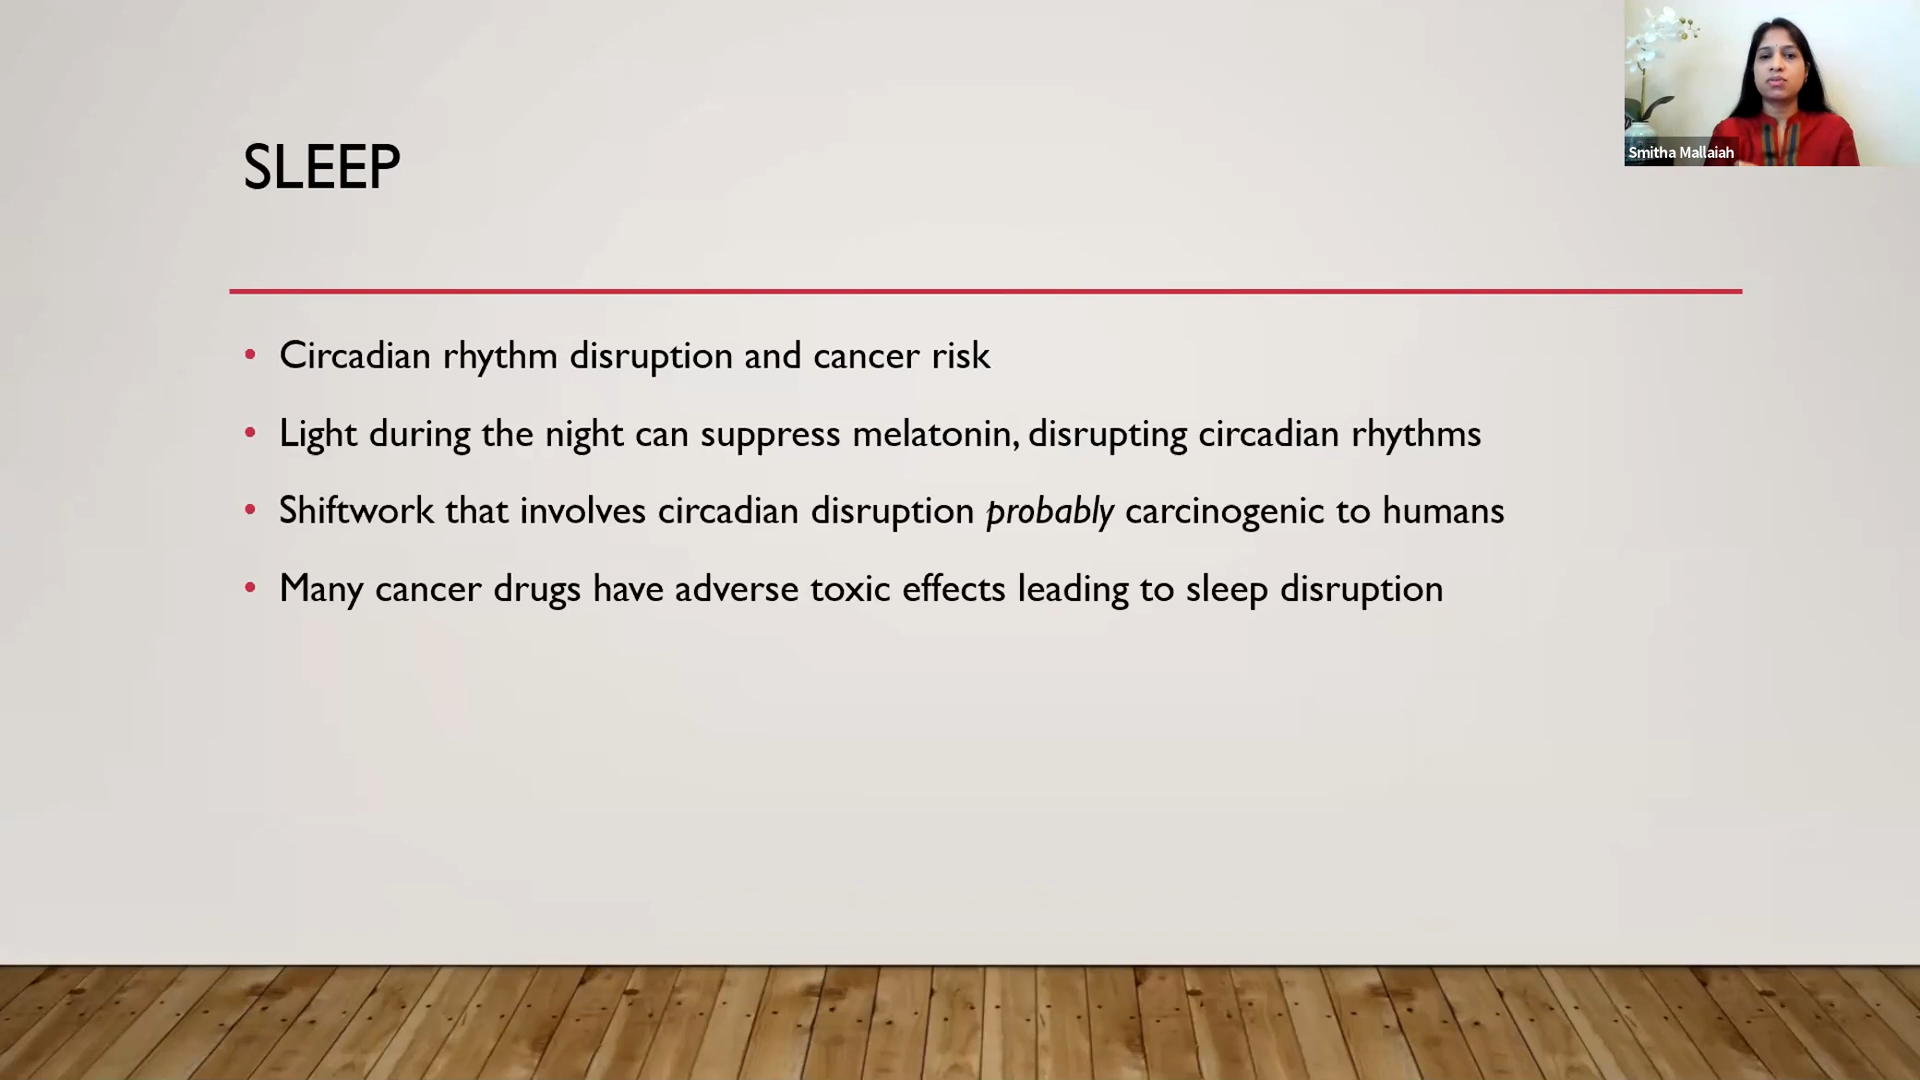 SLEEP
Smitha Mallaiah
• Circadian rhythm disruption and cancer risk
• Light during the night can suppress melatonin, disrupting circadian rhythms
• Shiftwork that involves circadian disruption probably carcinogenic to humans
• Many cancer drugs have adverse toxic effects leading to sleep disruption